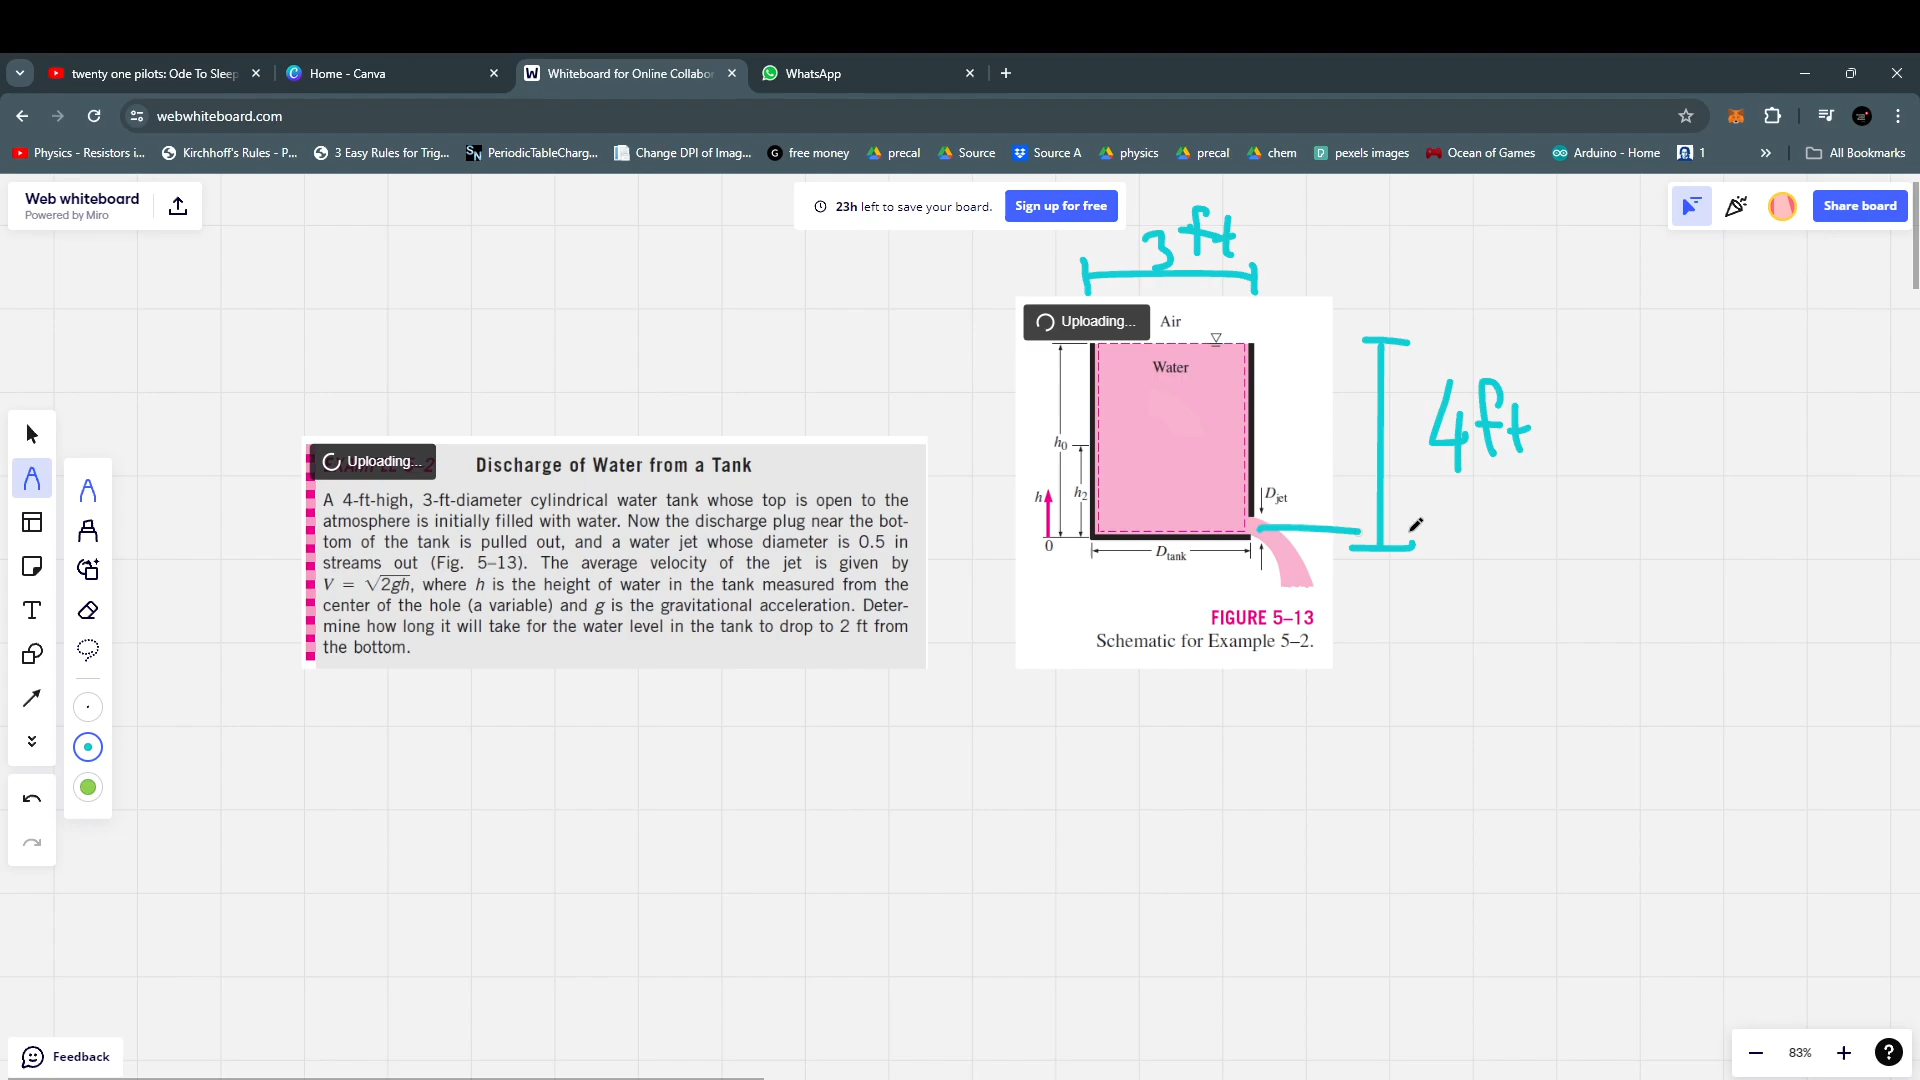 twenty one pilots: Ode To Sleep
Home - Canva
Whiteboard for Online Collabor
WhatsApp
webwhiteboard.com
Physics - Resistors i...
Kirchhoff's Rules - P...
3 Easy Rules for Trig...
PeriodicTableCharg...
Change DPI of Imag...
free money
precal
Source
Source A
physics
precal
chem
pexels images
Ocean of Games
Arduino - Home
1
All Bookmarks
Web whiteboard
Powered by Miro
23h left to save your board.
Sign up for free
Share board
3 ft
Uploading...
Air
Water
4ft
h0
h2
h
0
Djet
Dtank
FIGURE 5–13
Schematic for Example 5–2.
Uploading...
Discharge of Water from a Tank
A 4-ft-high, 3-ft-diameter cylindrical water tank whose top is open to the
atmosphere is initially filled with water. Now the discharge plug near the bot-
tom of the tank is pulled out, and a water jet whose diameter is 0.5 in
streams out (Fig. 5–13). The average velocity of the jet is given by
V = √2gh, where h is the height of water in the tank measured from the
center of the hole (a variable) and g is the gravitational acceleration. Deter-
mine how long it will take for the water level in the tank to drop to 2 ft from
the bottom.
Feedback
83%